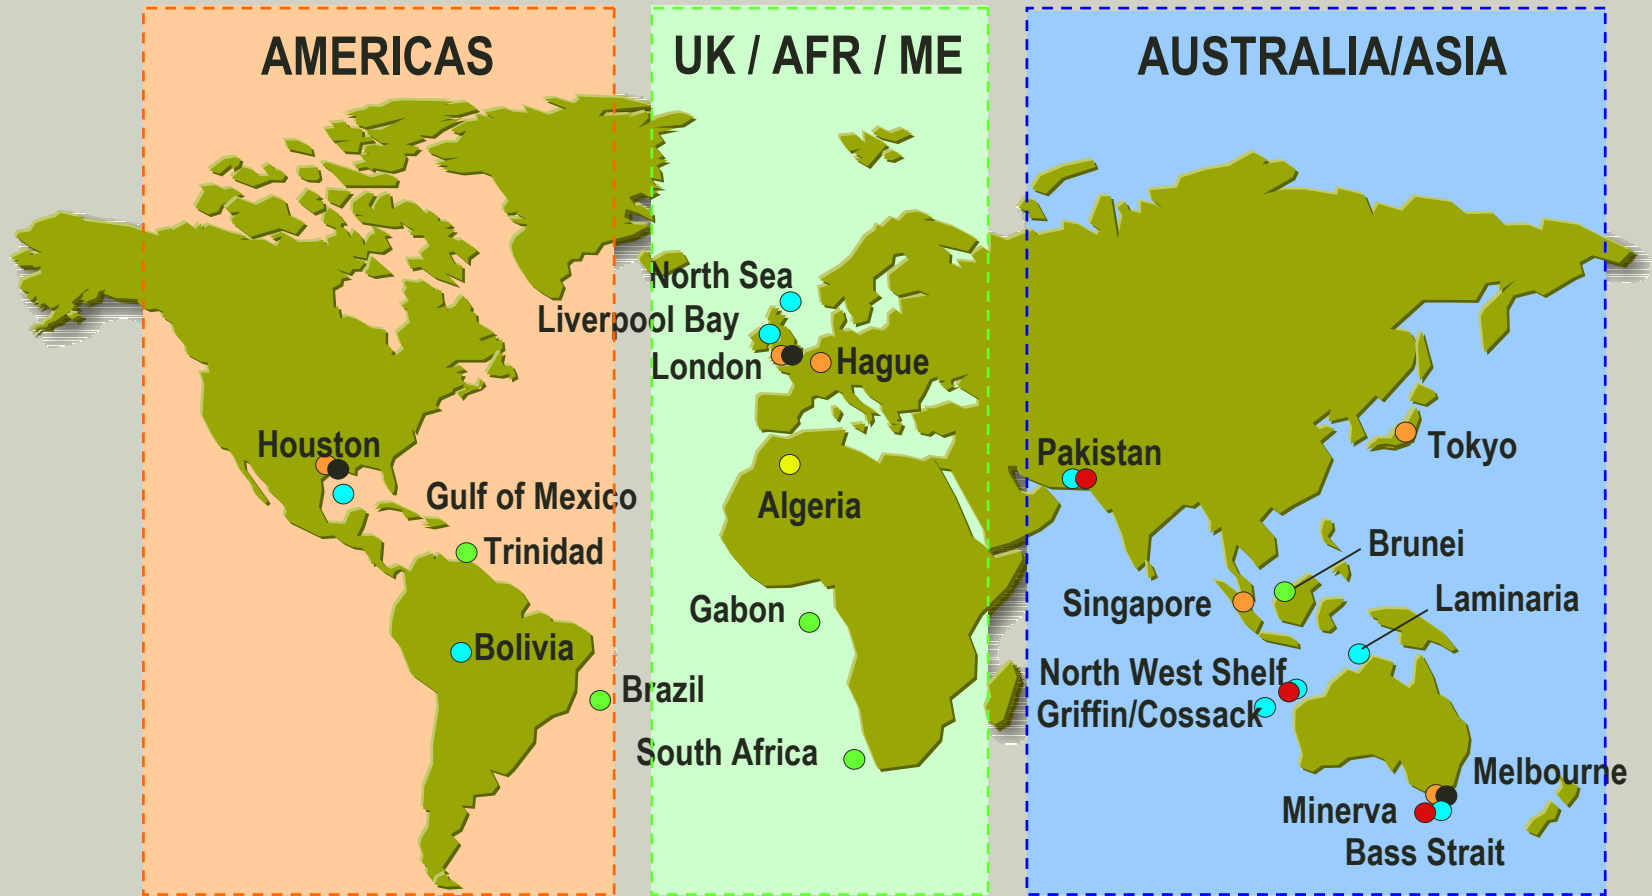 AMERICAS
UK / AFR / ME
AUSTRALIA/ASIA
North Sea
Liverpool Bay
London
Hague
Houston
Gulf of Mexico
Trinidad
Bolivia
Brazil
Algeria
Gabon
South Africa
Pakistan
Tokyo
Brunei
Singapore
Laminaria
North West Shelf
Griffin/Cossack
Melbourne
Minerva
Bass Strait